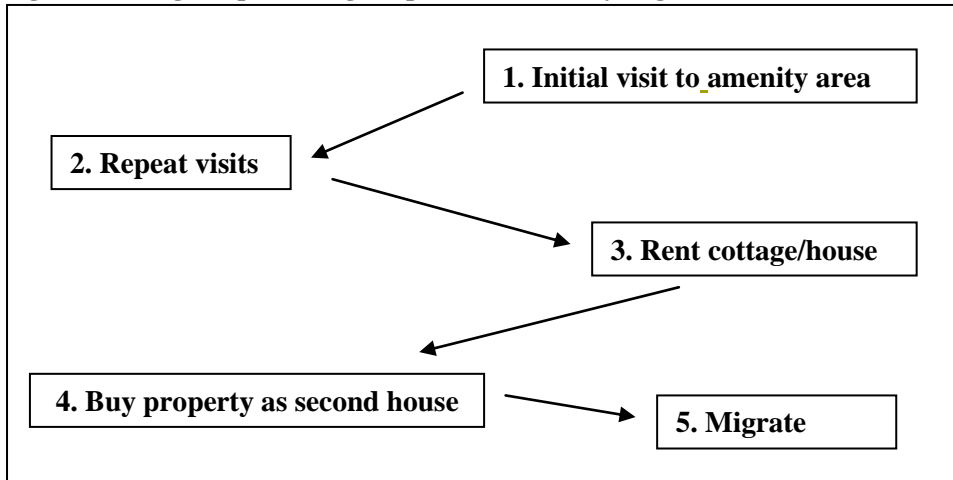 1. Initial visit to amenity area
2. Repeat visits
3. Rent cottage/house
4. Buy property as second house
5. Migrate